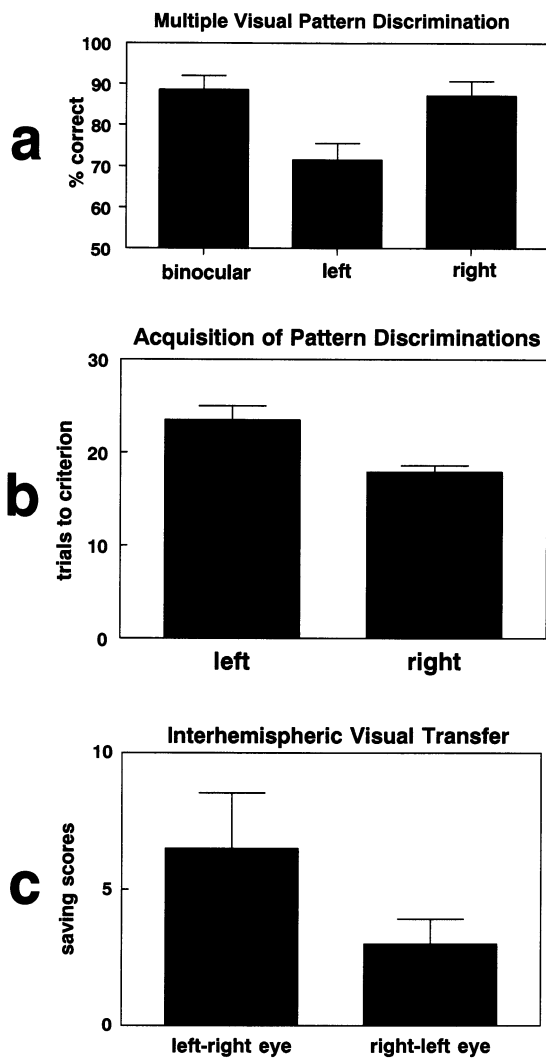 Multiple Visual Pattern Discrimination
a
% correct
100
90
80
70
60
50
binocular left right
Acquisition of Pattern Discriminations
b
trials to criterion
30
20
10
0
left right
Interhemispheric Visual Transfer
c
saving scores
10
5
0
left-right eye right-left eye